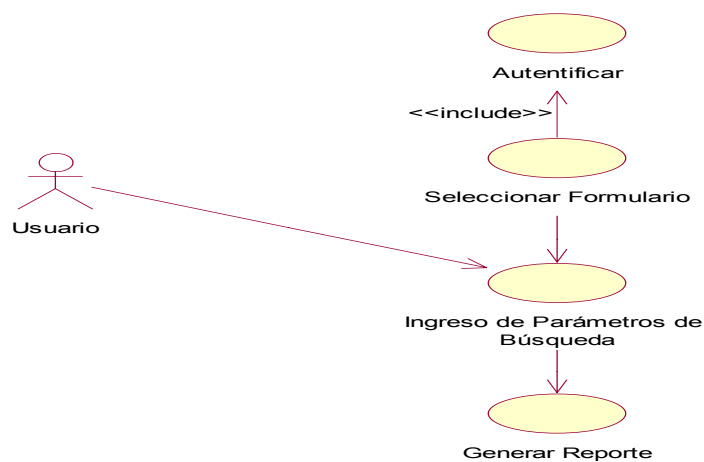 Autentificar
<<include>>
Seleccionar Formulario
Usuario
Ingreso de Parámetros de
Búsqueda
Generar Reporte